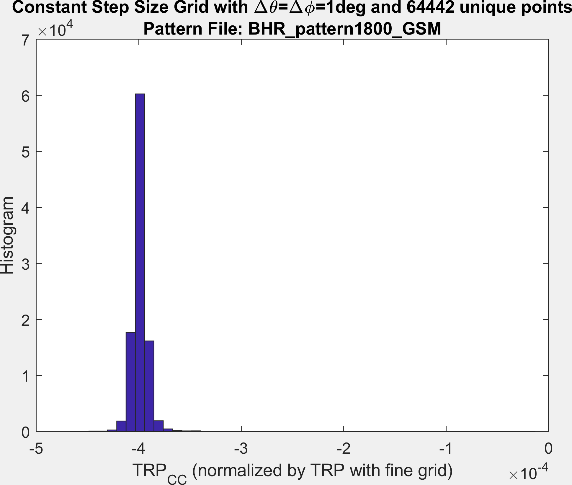 Constant Step Size Grid with Δθ=Δϕ=1deg and 64442 unique points
Pattern File: BHR_pattern1800_GSM
×10⁴
7
6
5
4
3
2
1
0
Histogram
-5 -4 -3 -2 -1 0
TRP_CC (normalized by TRP with fine grid)
×10⁻⁴